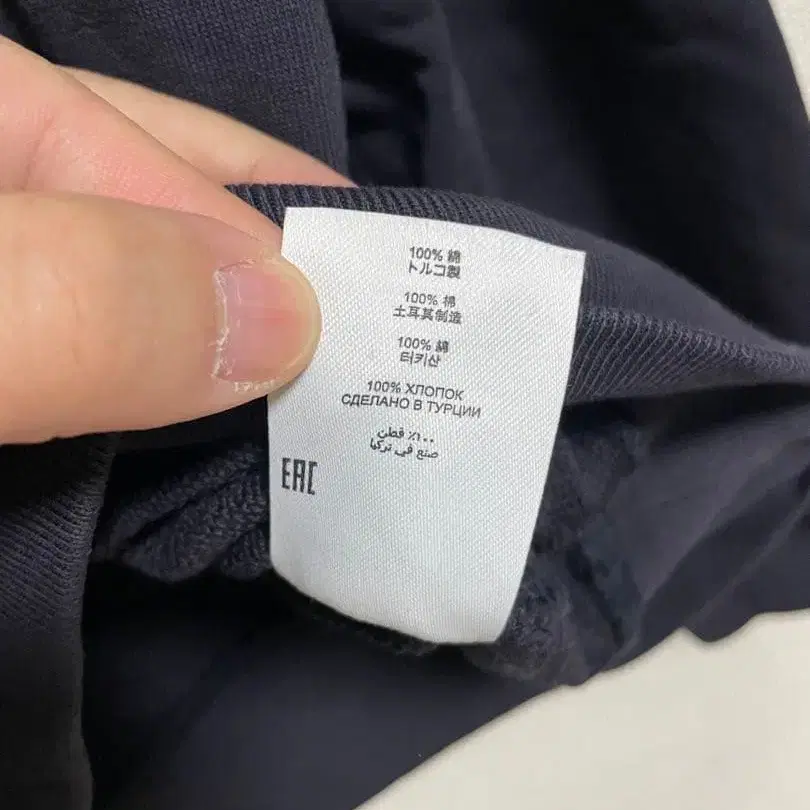 100% 綿
トルコ製
100% 棉
土耳其制造
100% 綿
터키산
100% ХЛОПОК
СДЕЛАНО В ТУРЦИИ
١٠٠٪ قطن
صنع في تركيا
EAC